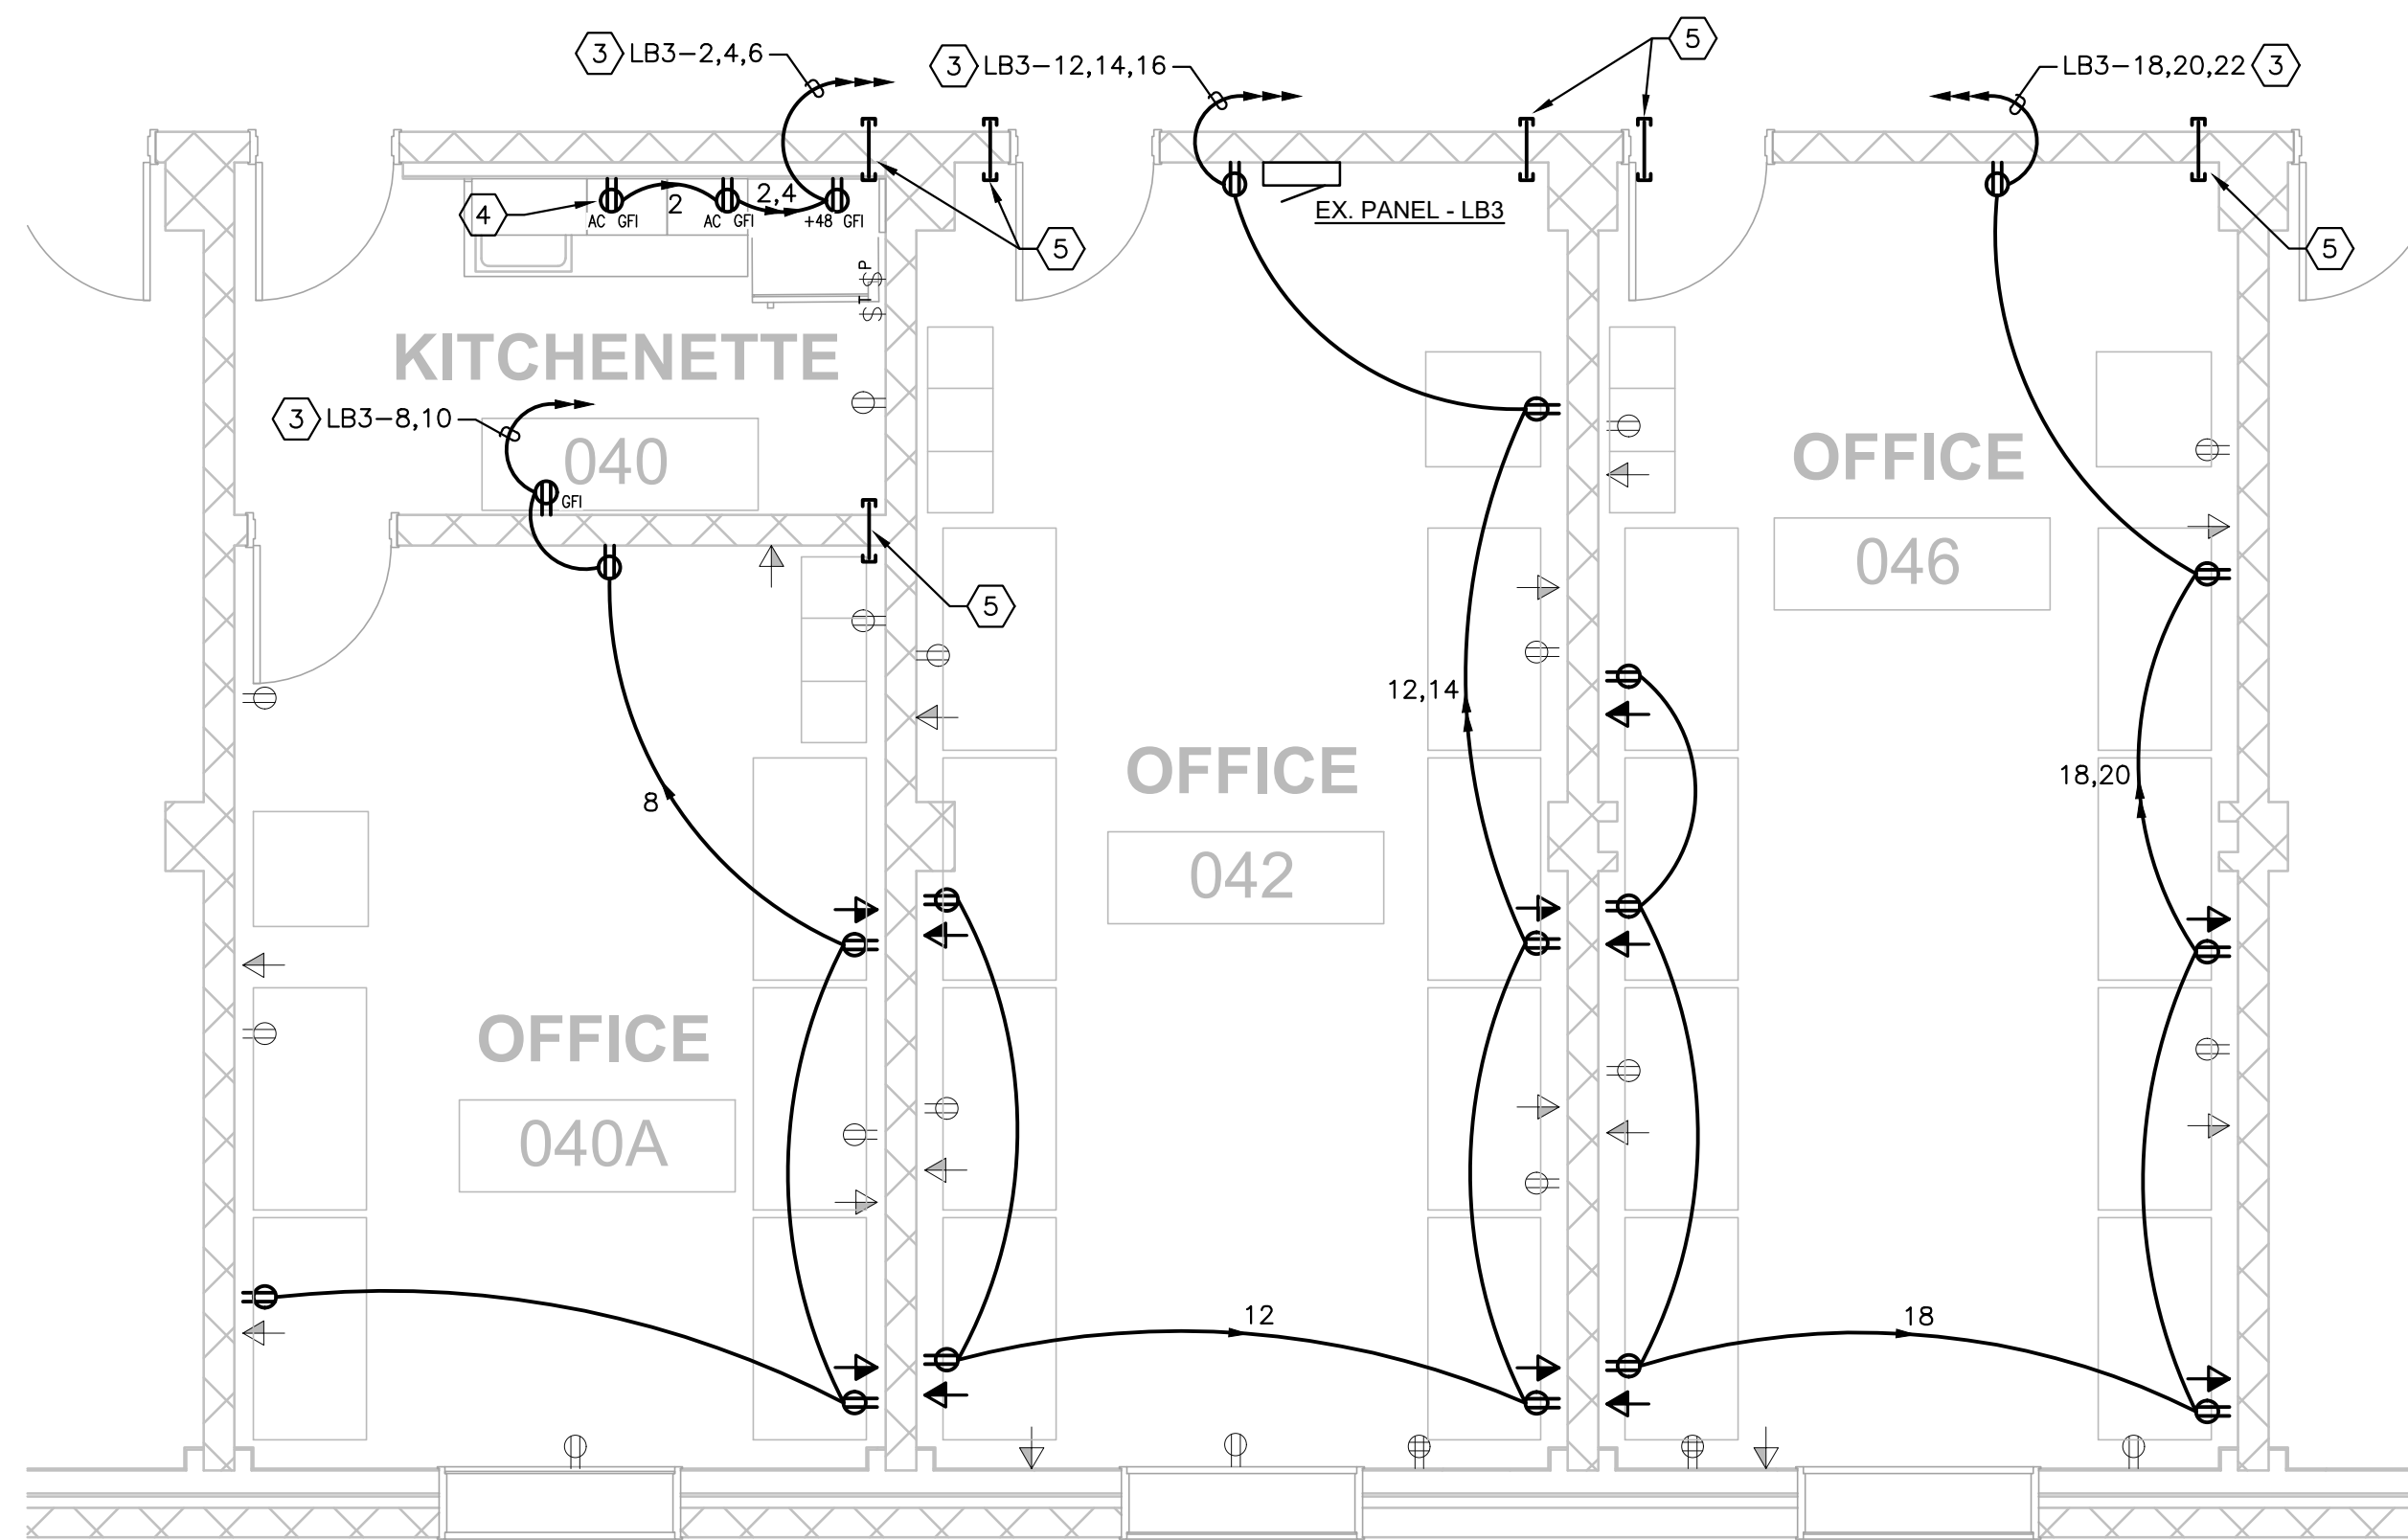 3 LB3-2,4,6
3 LB3-12,14,16
5
LB3-18,20,22 3
4
2
2,4
AC GFI
AC GFI
+48 GFI
EX. PANEL - LB3
5
5
S P
S T
KITCHENETTE
040
3 LB3-8,10
GFI
5
OFFICE
046
12,14
18,20
8
OFFICE
042
OFFICE
040A
12
18